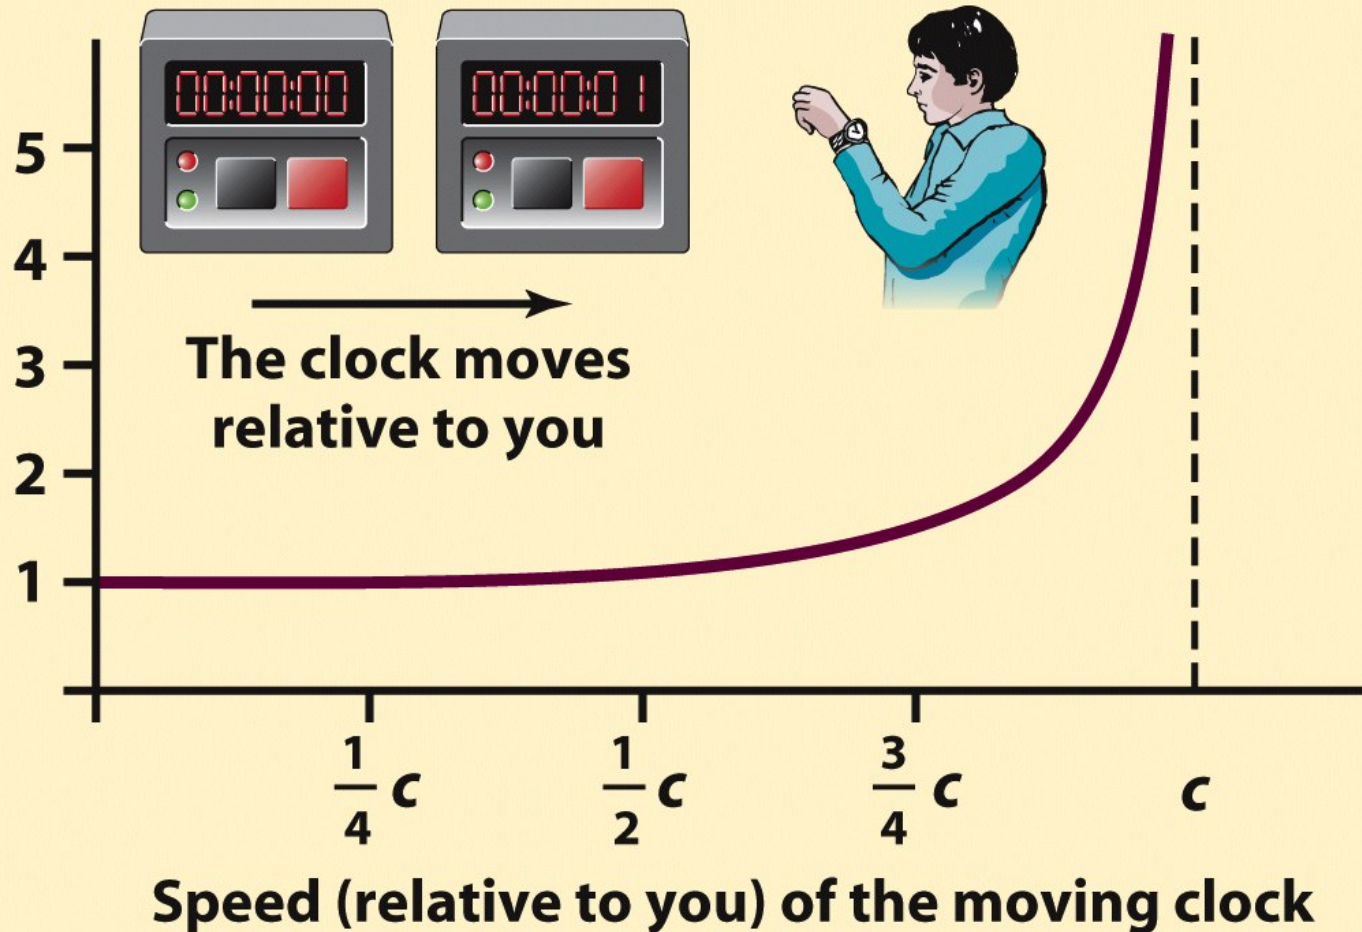 00:00:00
00:00:01
5
4
3
2
1
The clock moves
relative to you
1/4 c
1/2 c
3/4 c
c
Speed (relative to you) of the moving clock